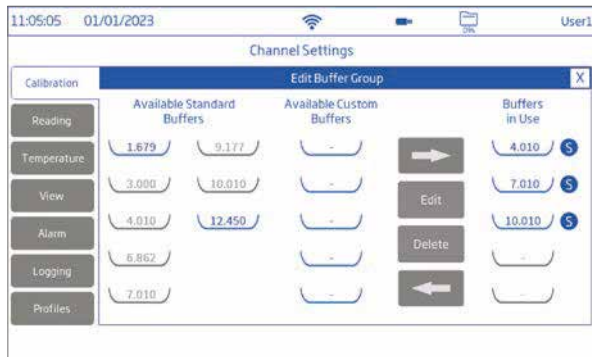 11:05:05 01/01/2023 0% User1
Channel Settings
Calibration
Edit Buffer Group X
Reading
Temperature
View
Alarm
Logging
Profiles
Available Standard
Buffers
Available Custom
Buffers
Buffers
in Use
1.679 9.177 - 4.010 S
3.000 10.010 - Edit 7.010 S
4.010 12.450 - 10.010 S
6.862 - Delete -
7.010 - -